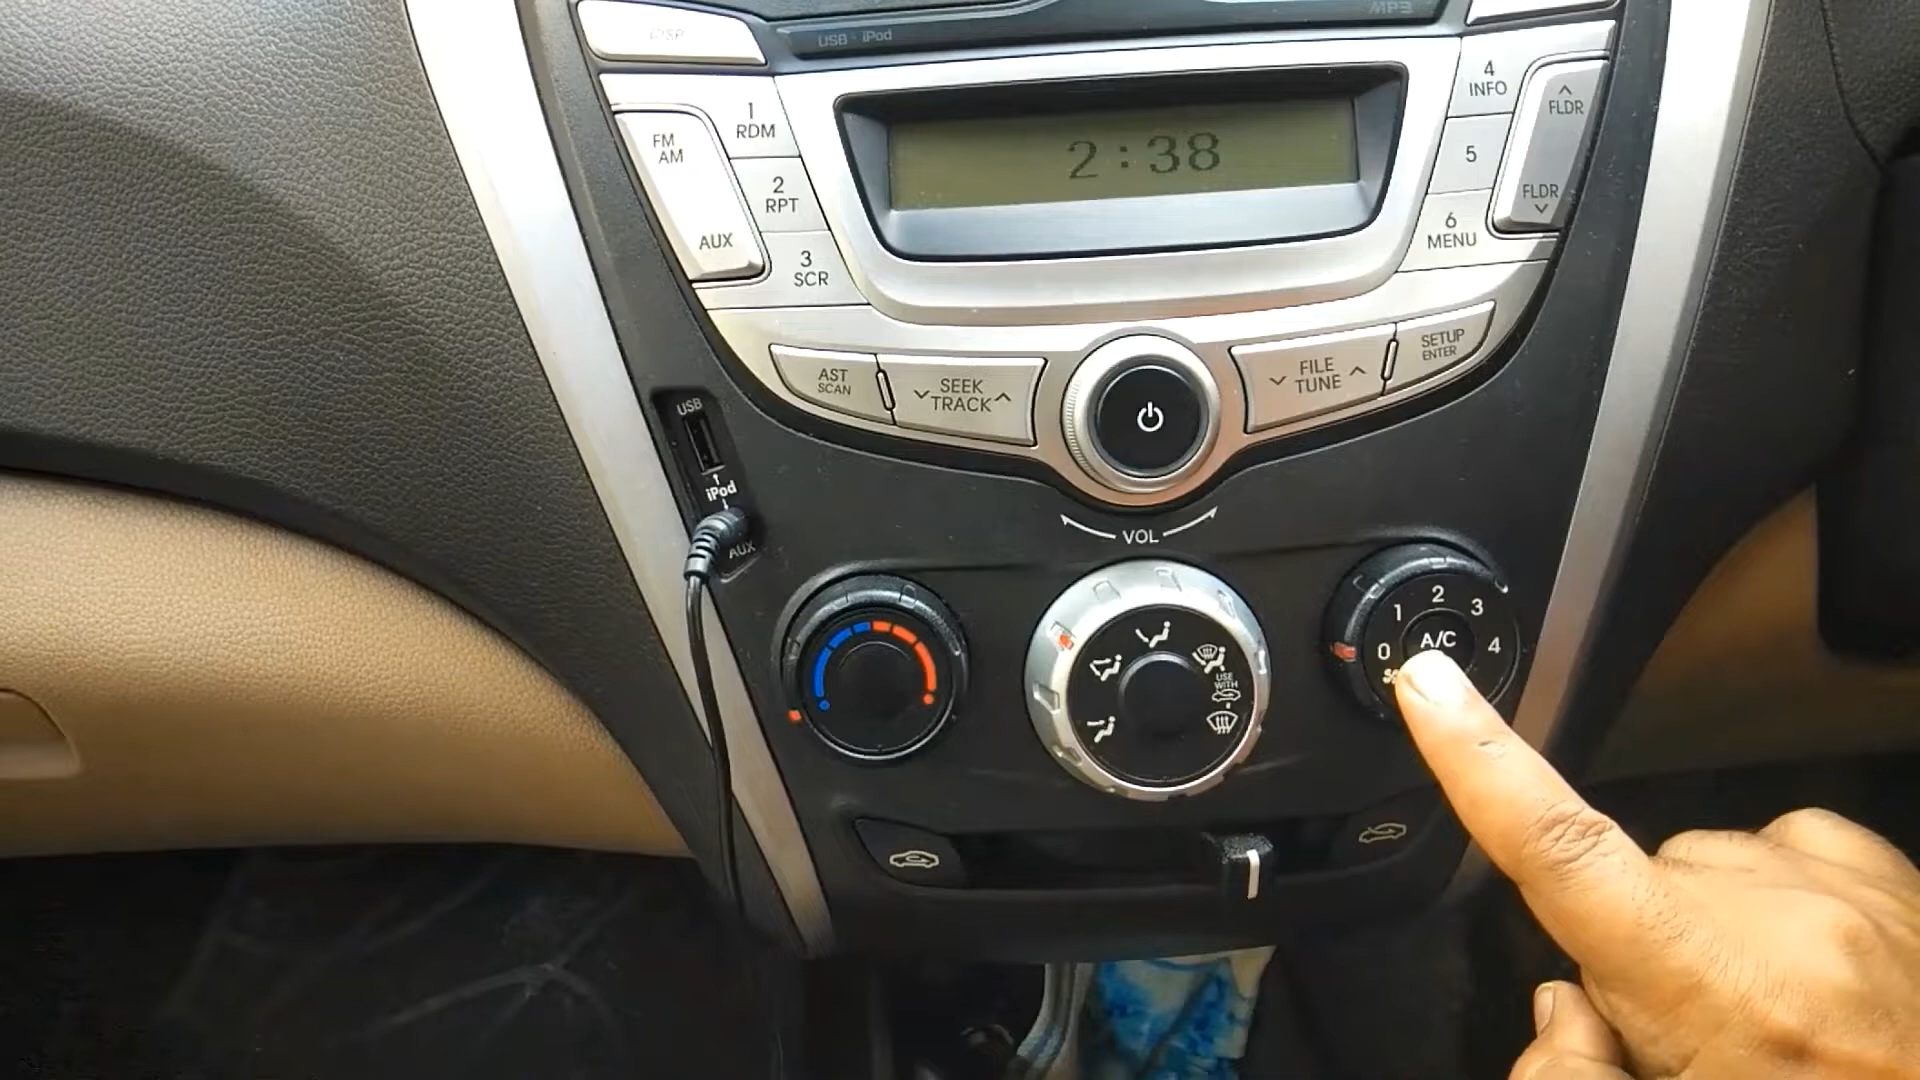 DISP
USB · iPod
MP3
FM
AM
AUX
1
RDM
2
RPT
3
SCR
2:38
4
INFO
5
6
MENU
FLDR
FLDR
AST
SCAN
SEEK
TRACK
FILE
TUNE
SETUP
ENTER
USB
iPod
AUX
VOL
USE
WITH
0
1
2
3
4
A/C